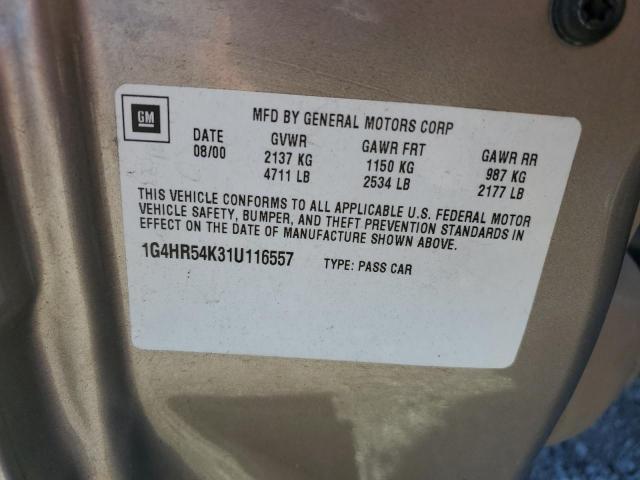 GM
MFD BY GENERAL MOTORS CORP
DATE GVWR GAWR FRT GAWR RR
08/00 2137 KG 1150 KG 987 KG
4711 LB 2534 LB 2177 LB
THIS VEHICLE CONFORMS TO ALL APPLICABLE U.S. FEDERAL MOTOR
VEHICLE SAFETY, BUMPER, AND THEFT PREVENTION STANDARDS IN
EFFECT ON THE DATE OF MANUFACTURE SHOWN ABOVE.
1G4HR54K31U116557 TYPE: PASS CAR